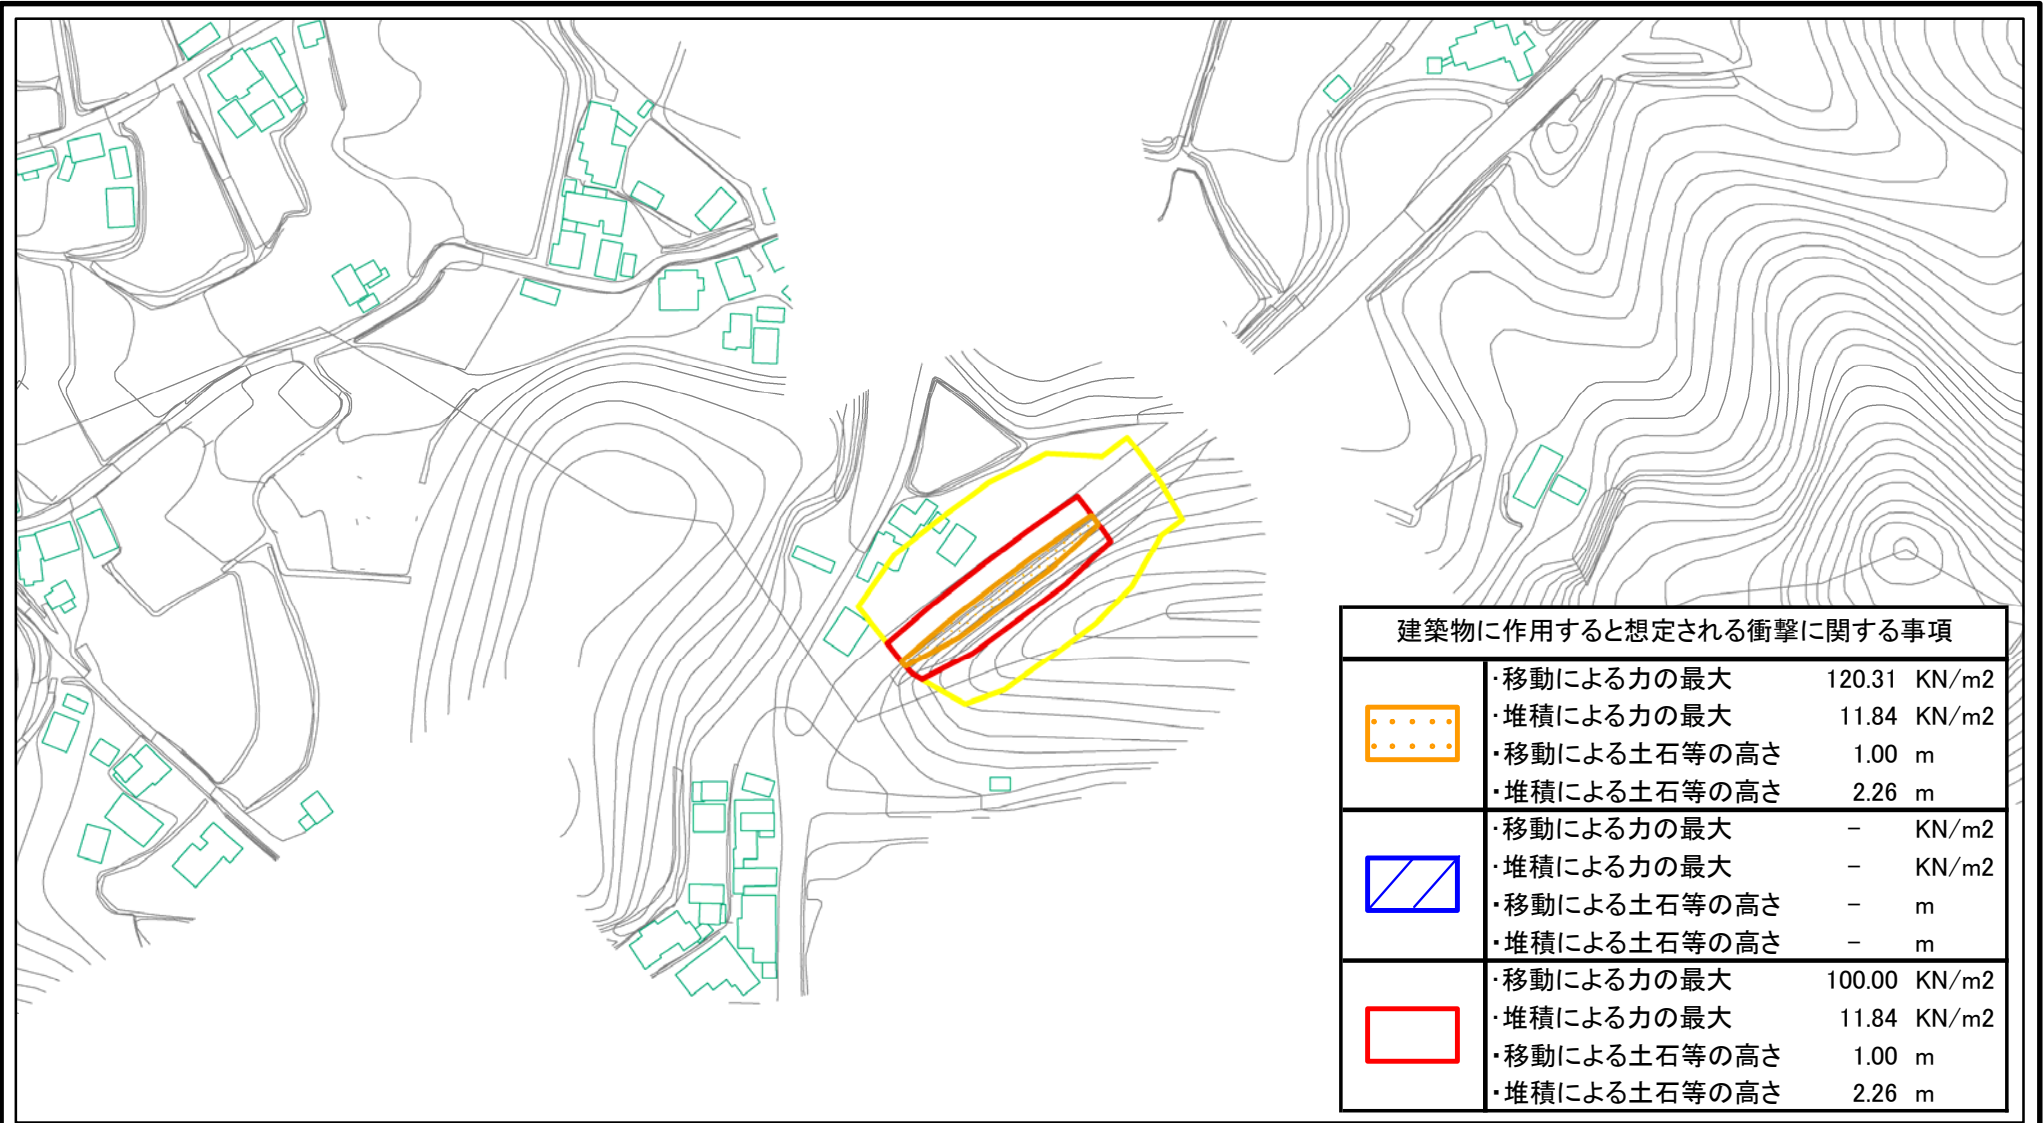 建築物に作用すると想定される衝撃に関する事項
・移動による力の最大 120.31 KN/m2
・堆積による力の最大 11.84 KN/m2
・移動による土石等の高さ 1.00 m
・堆積による土石等の高さ 2.26 m
・移動による力の最大 − KN/m2
・堆積による力の最大 − KN/m2
・移動による土石等の高さ − m
・堆積による土石等の高さ − m
・移動による力の最大 100.00 KN/m2
・堆積による力の最大 11.84 KN/m2
・移動による土石等の高さ 1.00 m
・堆積による土石等の高さ 2.26 m